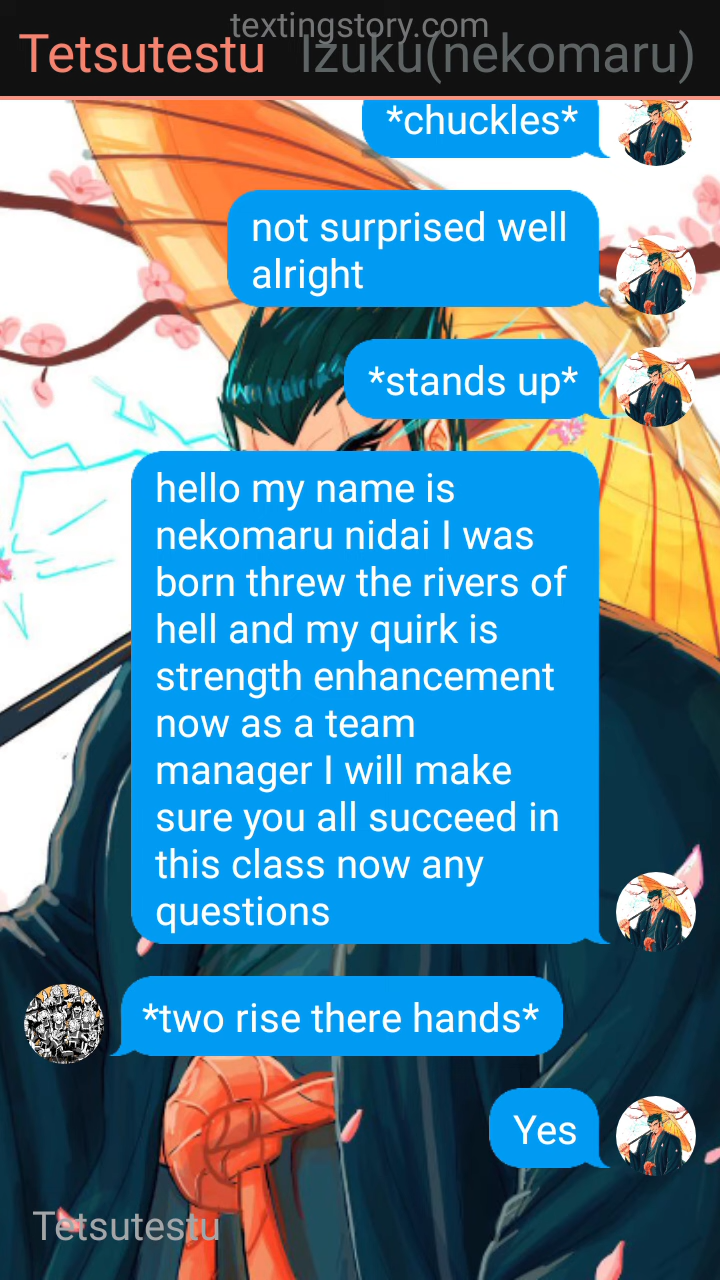 textingstory.com
Tetsutestu Izuku(nekomaru)
*chuckles*
not surprised well
alright
*stands up*
hello my name is
nekomaru nidai I was
born threw the rivers of
hell and my quirk is
strength enhancement
now as a team
manager I will make
sure you all succeed in
this class now any
questions
*two rise there hands*
Yes
Tetsutestu